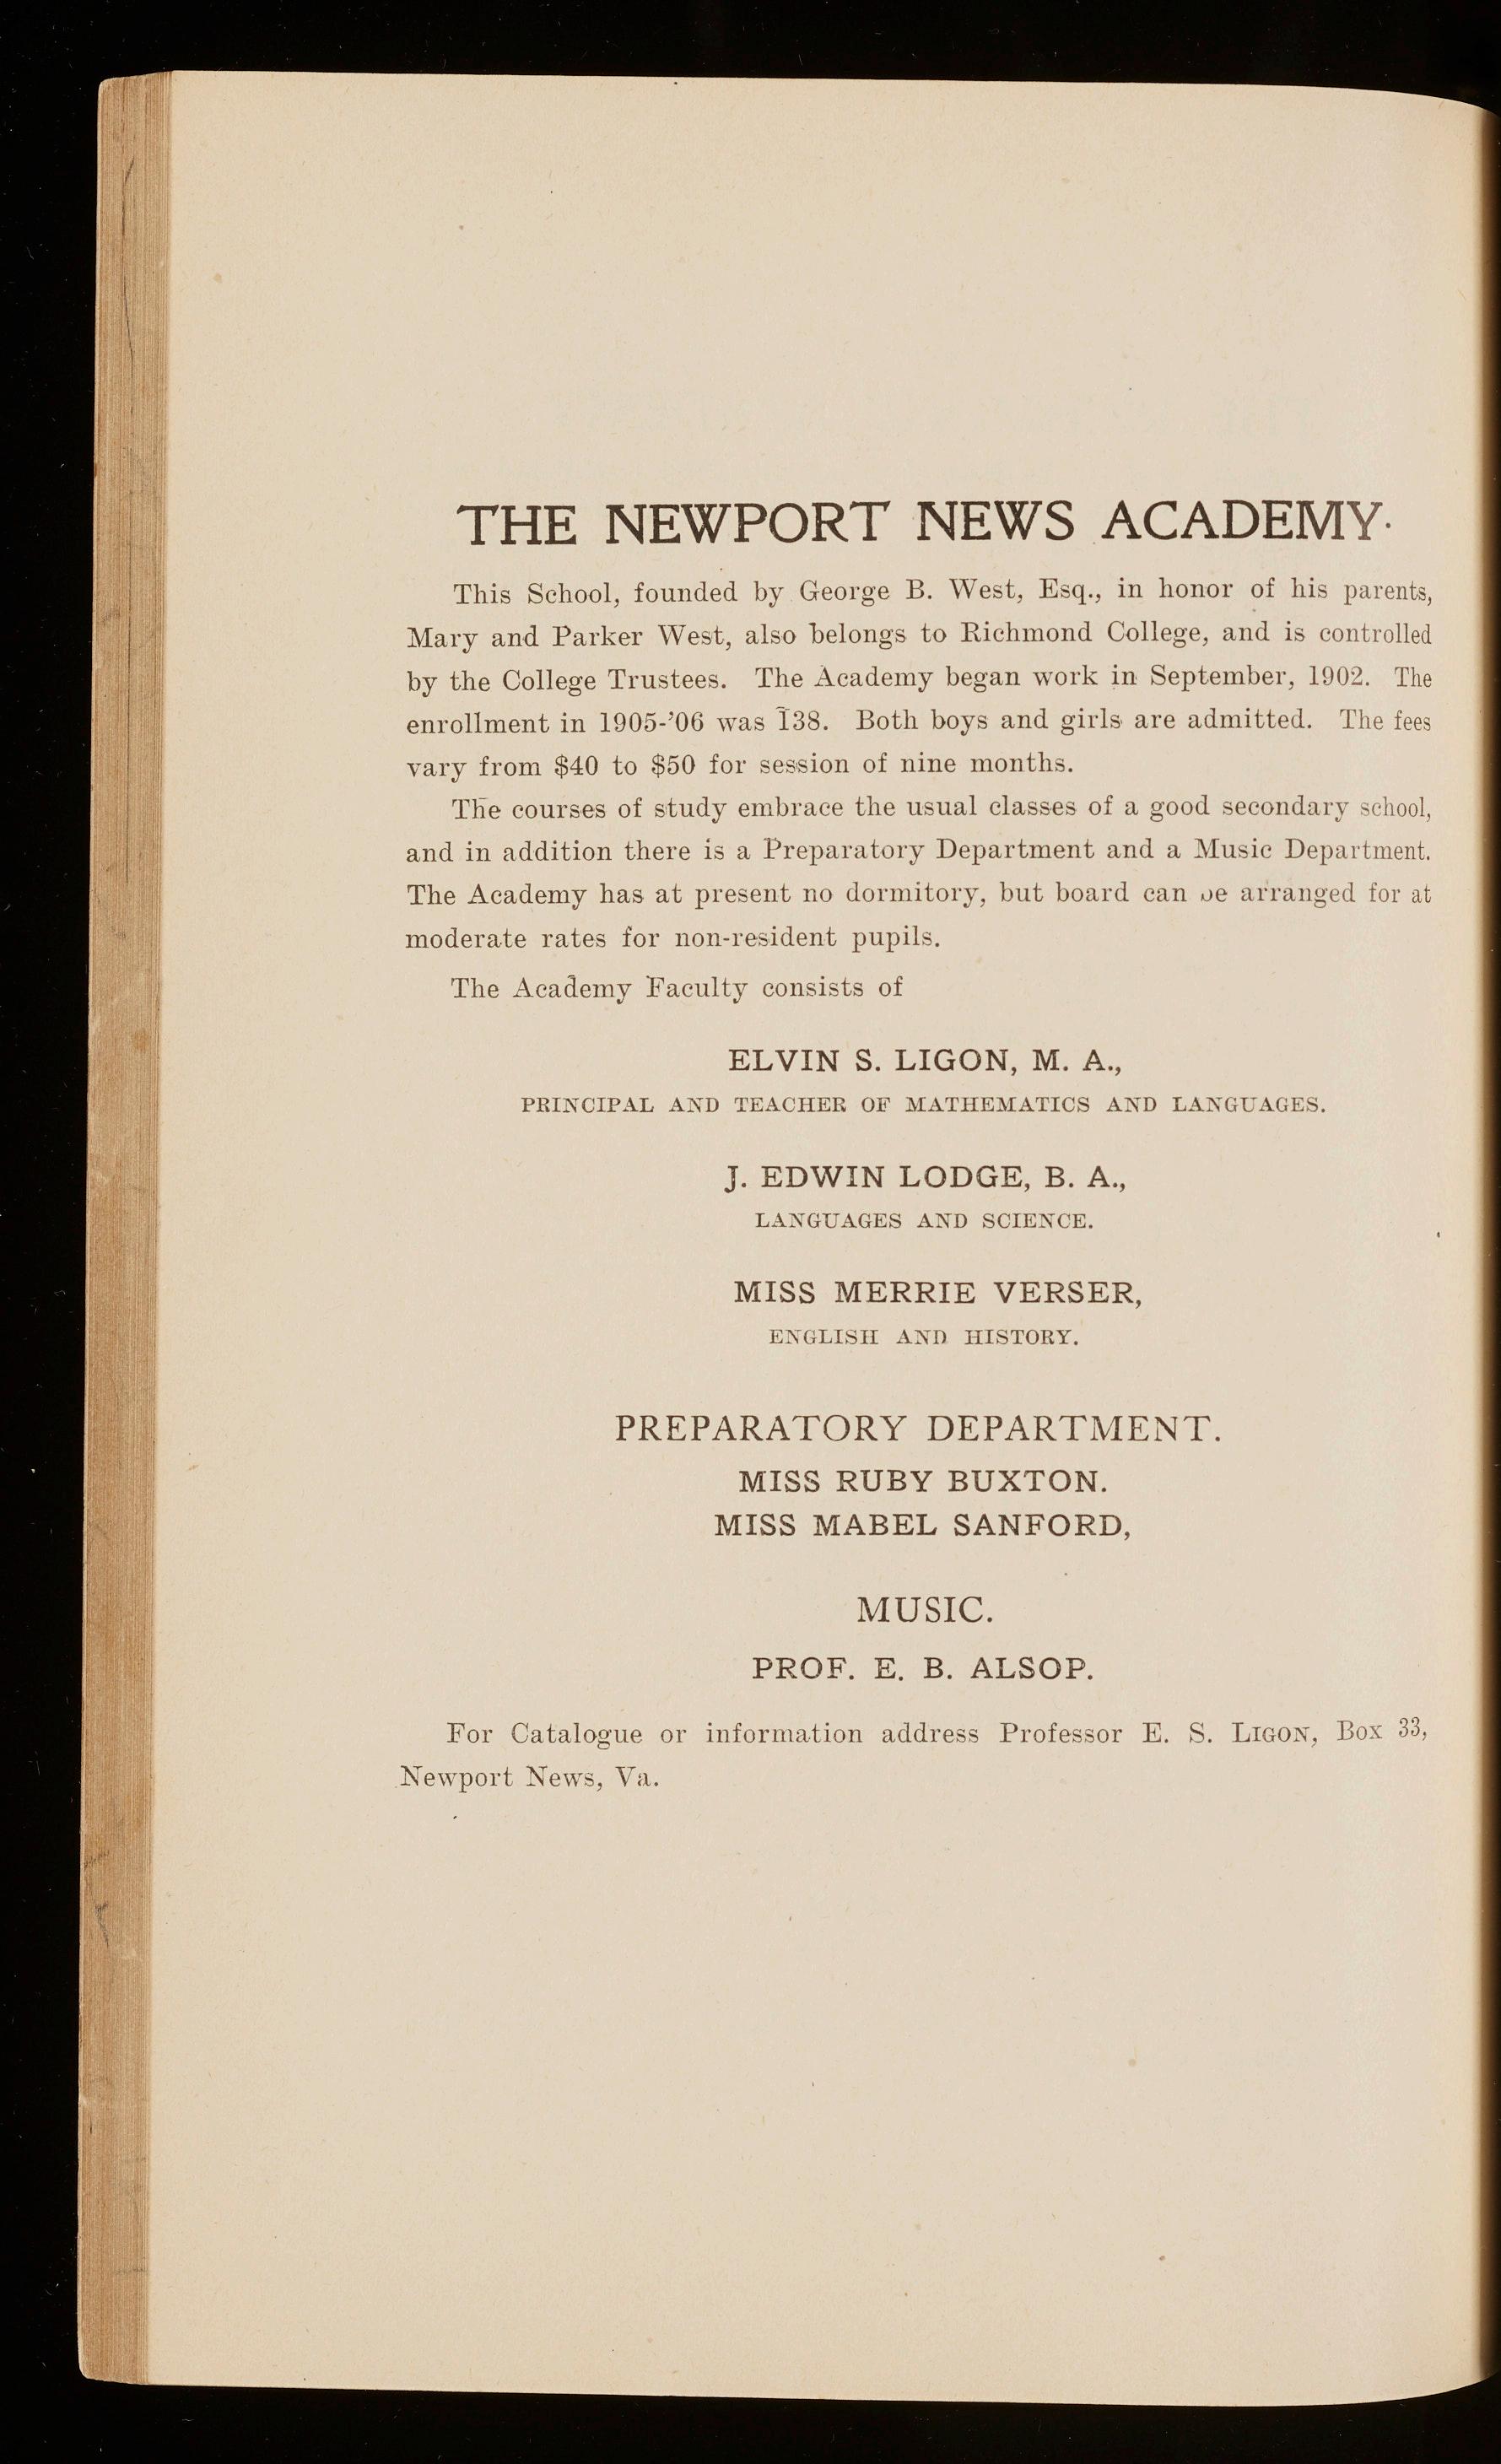 THE NEWPORT NEWS ACADEMY.
This School, founded by George B. West, Esq., in honor of his parents,
Mary and Parker West, also belongs to Richmond College, and is controlled
by the College Trustees. The Academy began work in September, 1902. The
enrollment in 1905-'06 was 138. Both boys and girls are admitted. The fees
vary from $40 to $50 for session of nine months.
The courses of study embrace the usual classes of a good secondary school,
and in addition there is a Preparatory Department and a Music Department.
The Academy has at present no dormitory, but board can be arranged for at
moderate rates for non-resident pupils.
The Academy Faculty consists of
ELVIN S. LIGON, M. A.,
PRINCIPAL AND TEACHER OF MATHEMATICS AND LANGUAGES.
J. EDWIN LODGE, B. A.,
LANGUAGES AND SCIENCE.
MISS MERRIE VERSER,
ENGLISH AND HISTORY.
PREPARATORY DEPARTMENT.
MISS RUBY BUXTON.
MISS MABEL SANFORD,
MUSIC.
PROF. E. B. ALSOP.
For Catalogue or information address Professor E. S. LIGON, Box 33,
Newport News, Va.